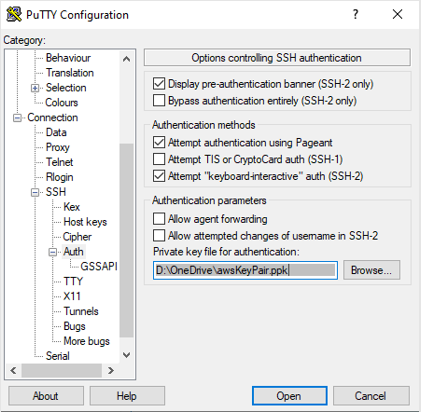 PuTTY Configuration
Category:
Behaviour
Translation
Selection
Colours
Connection
Data
Proxy
Telnet
Rlogin
SSH
Kex
Host keys
Cipher
Auth
GSSAPI
TTY
X11
Tunnels
Bugs
More bugs
Serial
Options controlling SSH authentication
Display pre-authentication banner (SSH-2 only)
Bypass authentication entirely (SSH-2 only)
Authentication methods
Attempt authentication using Pageant
Attempt TIS or CryptoCard auth (SSH-1)
Attempt "keyboard-interactive" auth (SSH-2)
Authentication parameters
Allow agent forwarding
Allow attempted changes of username in SSH-2
Private key file for authentication:
D:\OneDrive\awsKeyPair.ppk
Browse...
About
Help
Open
Cancel